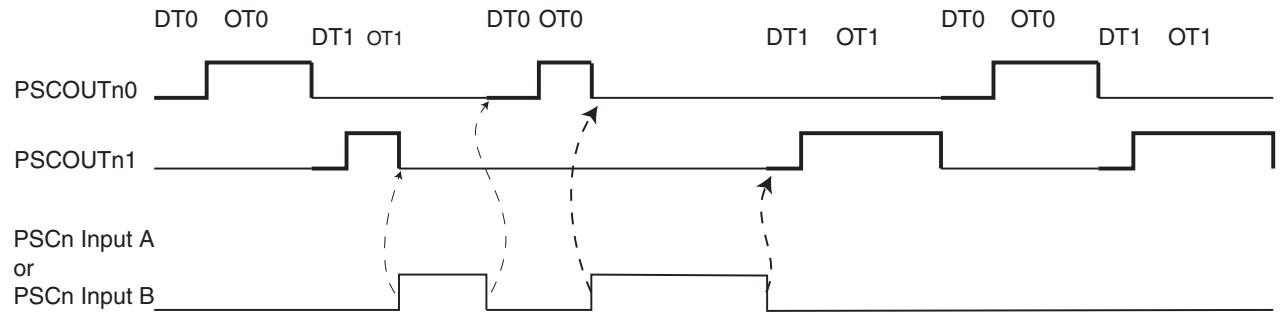 DT0 OT0 DT0 OT0 DT0 OT0
DT1 OT1 DT1 OT1 DT1 OT1
PSCOUTn0
PSCOUTn1
PSCn Input A
or
PSCn Input B